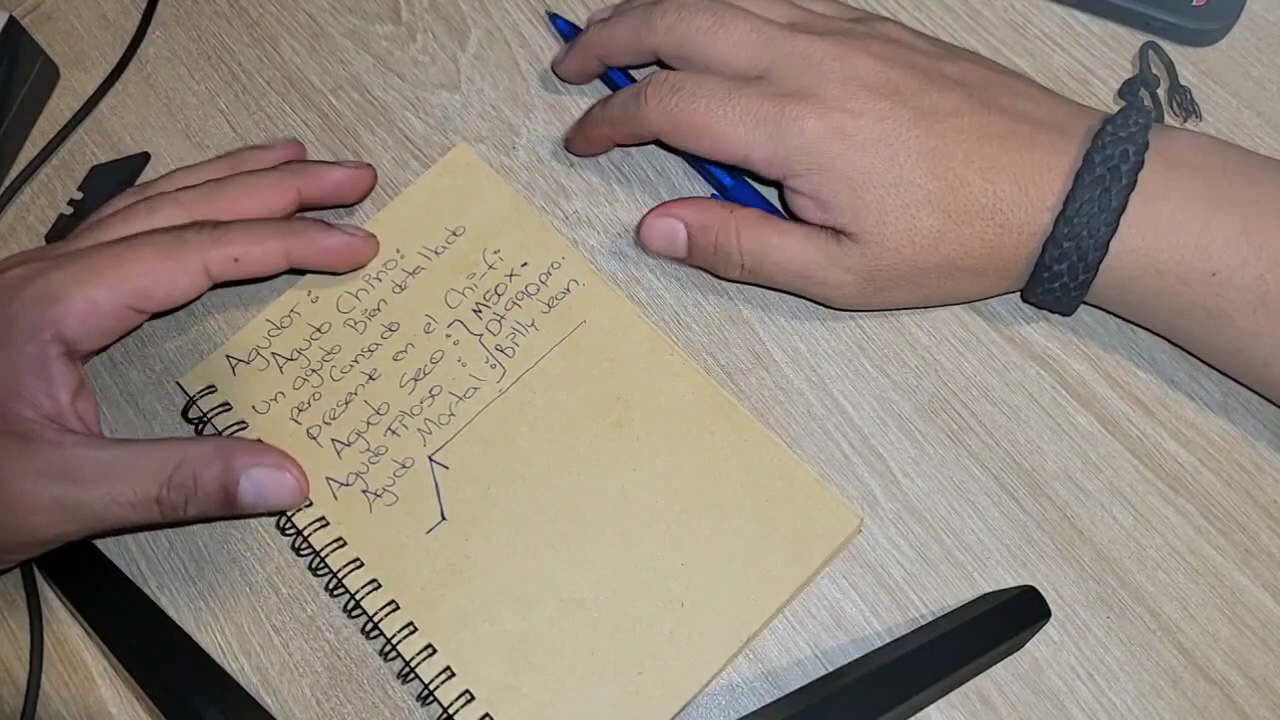 Agudos:
Agudo Chino:
un agudo Bien detallado
pero Cansado
presente en el Chi-fi
Agudo Seco: M50x.
Agudo Filoso: Dt990pro.
Agudo Mortal: Billy Jean.